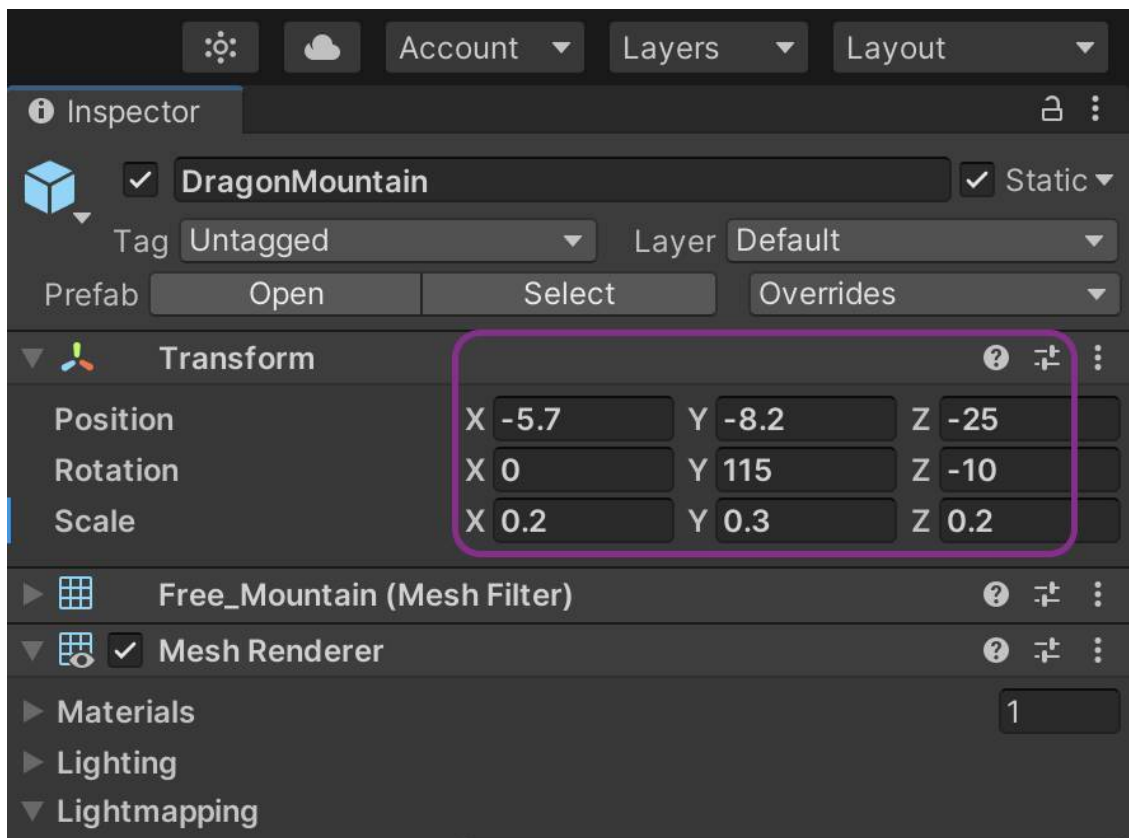 Account Layers Layout
Inspector
DragonMountain Static
Tag Untagged Layer Default
Prefab Open Select Overrides
Transform
Position X -5.7 Y -8.2 Z -25
Rotation X 0 Y 115 Z -10
Scale X 0.2 Y 0.3 Z 0.2
Free_Mountain (Mesh Filter)
Mesh Renderer
Materials 1
Lighting
Lightmapping